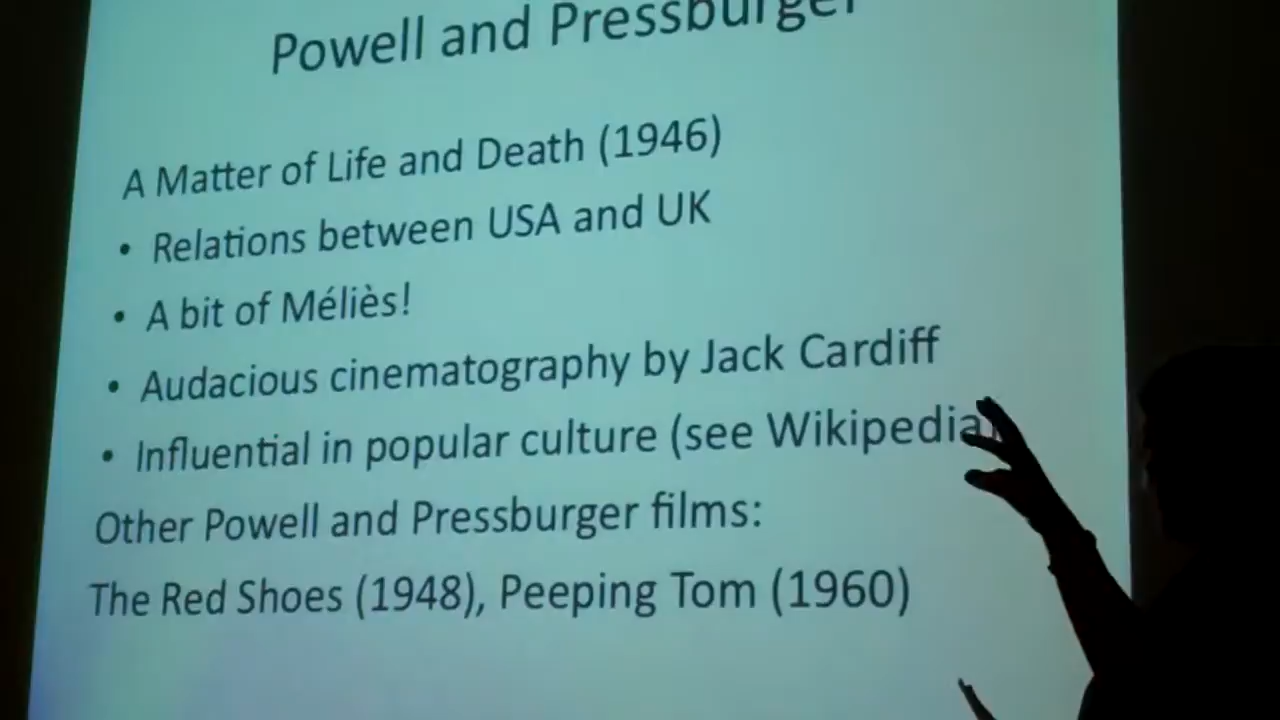 Powell and Pressburger
A Matter of Life and Death (1946)
• Relations between USA and UK
• A bit of Méliès!
• Audacious cinematography by Jack Cardiff
• Influential in popular culture (see Wikipedia)
Other Powell and Pressburger films:
The Red Shoes (1948), Peeping Tom (1960)